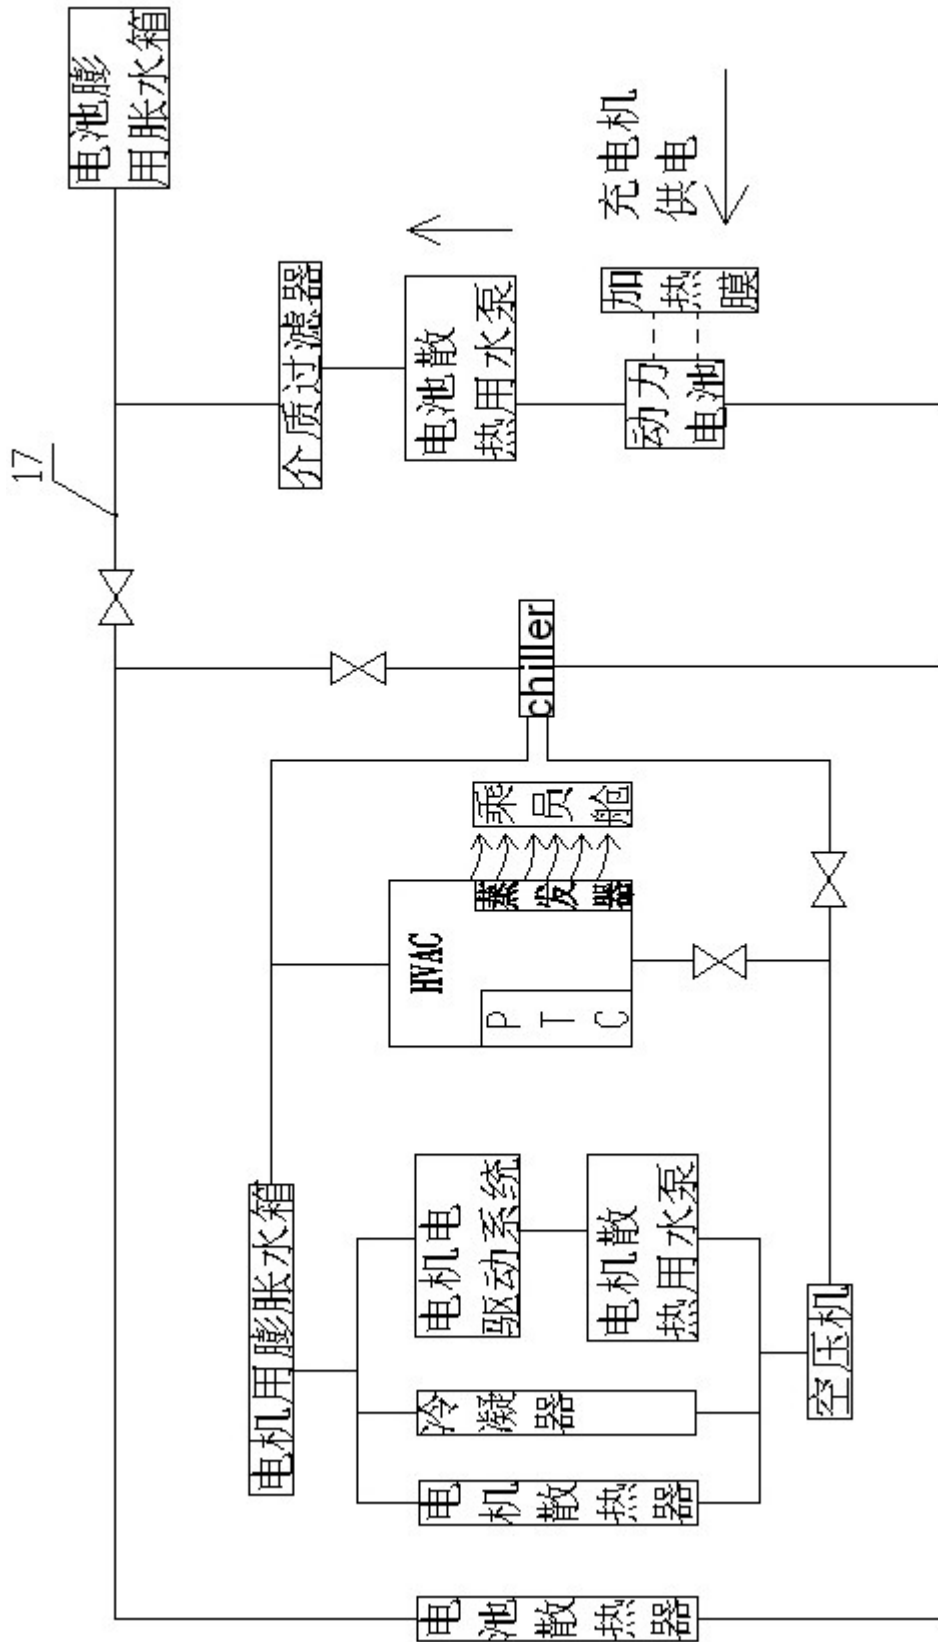 17
电池膨
用胀水箱
电机用膨胀水箱
介质过滤器
电池散热器
电机散热器
冷凝器
电机电
驱动系统
电机散
热用水泵
HVAC
PTC
蒸发器
乘员舱
chiller
电池散
热用水泵
动力
电池
加热膜
充电机
供电
空压机